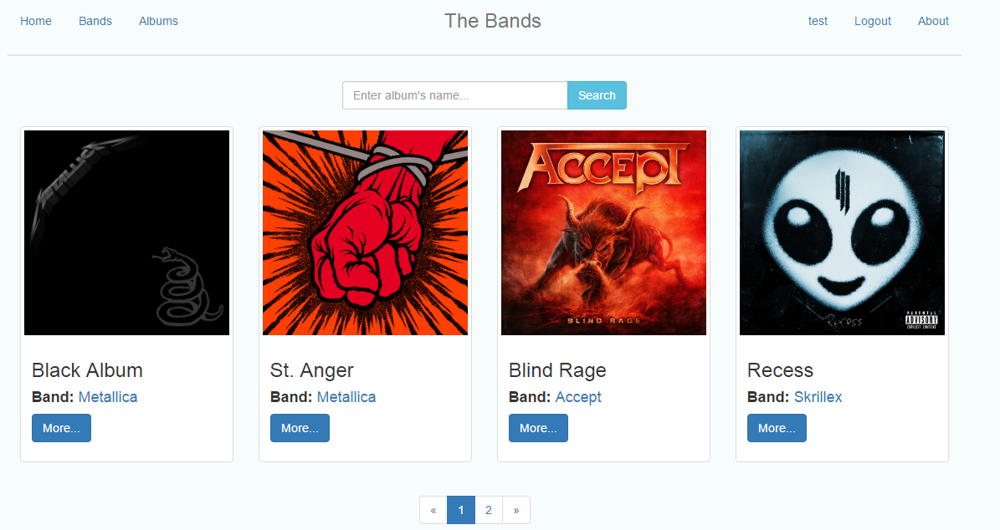 Home Bands Albums The Bands test Logout About
Enter album's name... Search
METALLICA
ACCEPT
BLIND RAGE
Recess
PARENTAL
ADVISORY
EXPLICIT CONTENT
Black Album St. Anger Blind Rage Recess
Band: Metallica Band: Metallica Band: Accept Band: Skrillex
More... More... More... More...
« 1 2 »